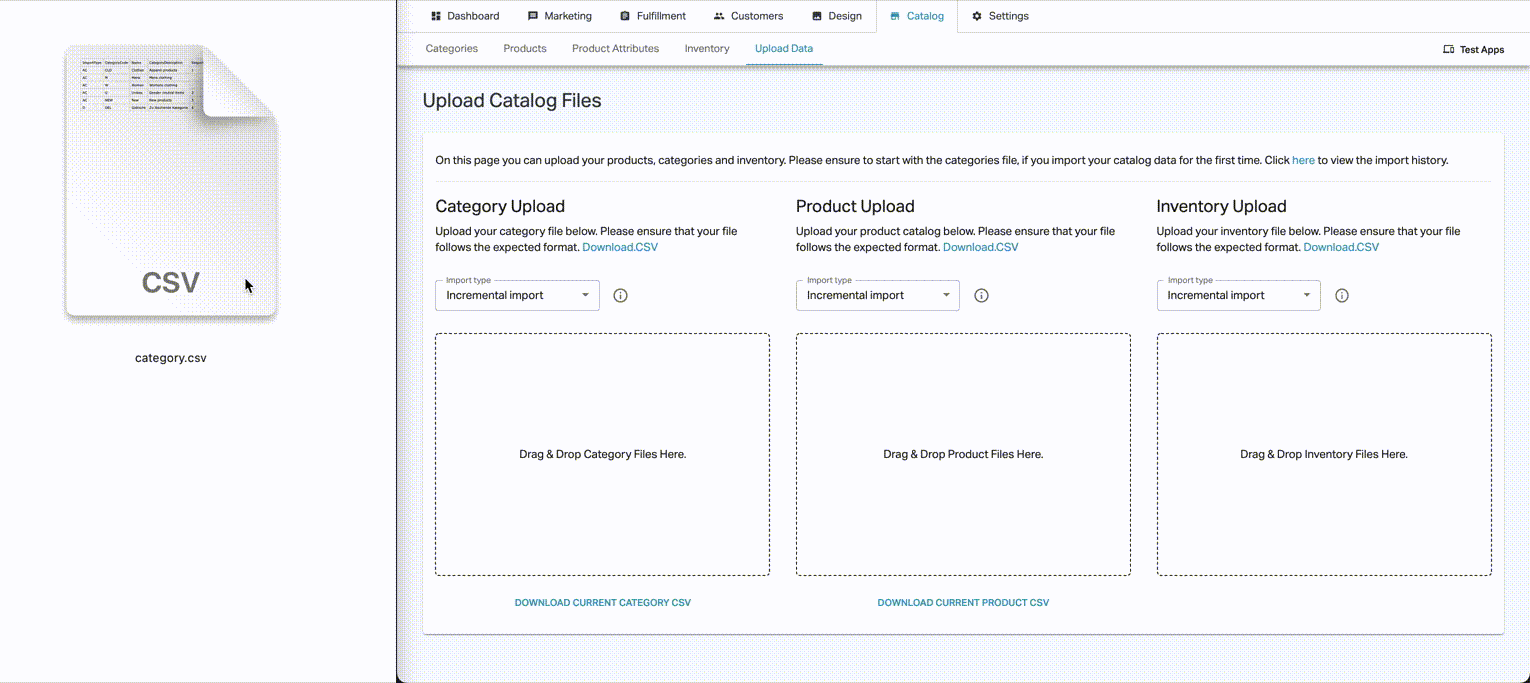 ImportType CategoryCode Name CategoryDescription
CSV
category.csv
Dashboard Marketing Fulfillment Customers Design Catalog Settings
Categories Products Product Attributes Inventory Upload Data Test Apps
Upload Catalog Files
On this page you can upload your products, categories and inventory. Please ensure to start with the categories file, if you import your catalog data for the first time. Click here to view the import history.
Category Upload
Upload your category file below. Please ensure that your file
follows the expected format. Download.CSV
Import type
Incremental import
Drag & Drop Category Files Here.
DOWNLOAD CURRENT CATEGORY CSV
Product Upload
Upload your product catalog below. Please ensure that your file
follows the expected format. Download.CSV
Import type
Incremental import
Drag & Drop Product Files Here.
DOWNLOAD CURRENT PRODUCT CSV
Inventory Upload
Upload your inventory file below. Please ensure that your file
follows the expected format. Download.CSV
Import type
Incremental import
Drag & Drop Inventory Files Here.